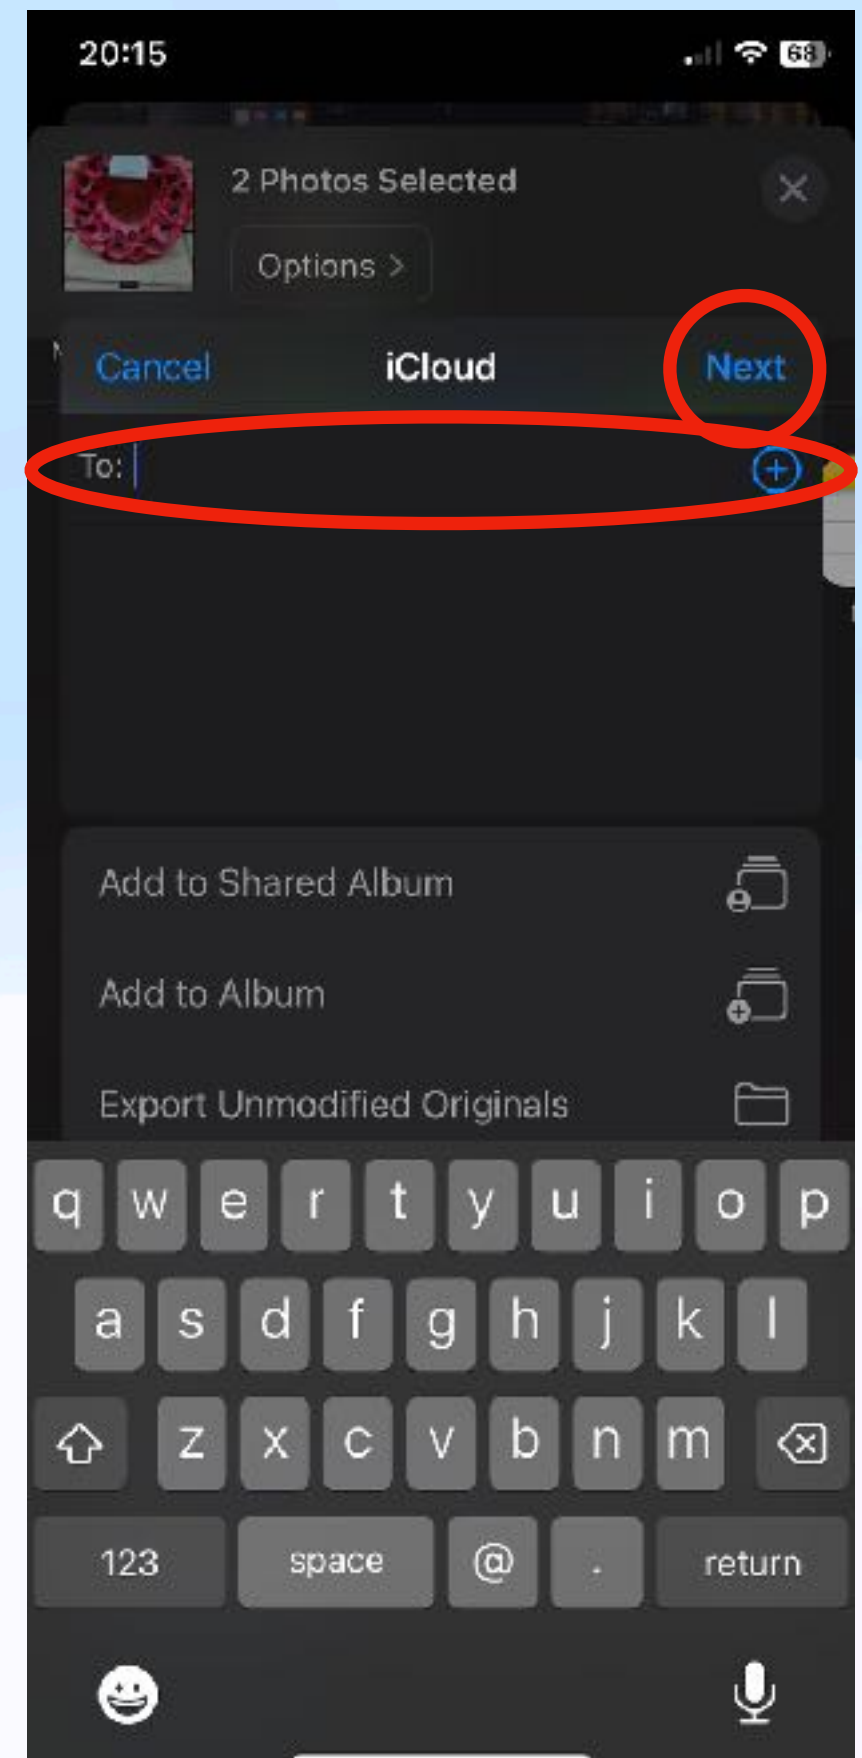 20:15
68
2 Photos Selected
Options >
Cancel
iCloud
Next
To:
Add to Shared Album
Add to Album
Export Unmodified Originals
q w e r t y u i o p
a s d f g h j k l
z x c v b n m
123 space @ . return